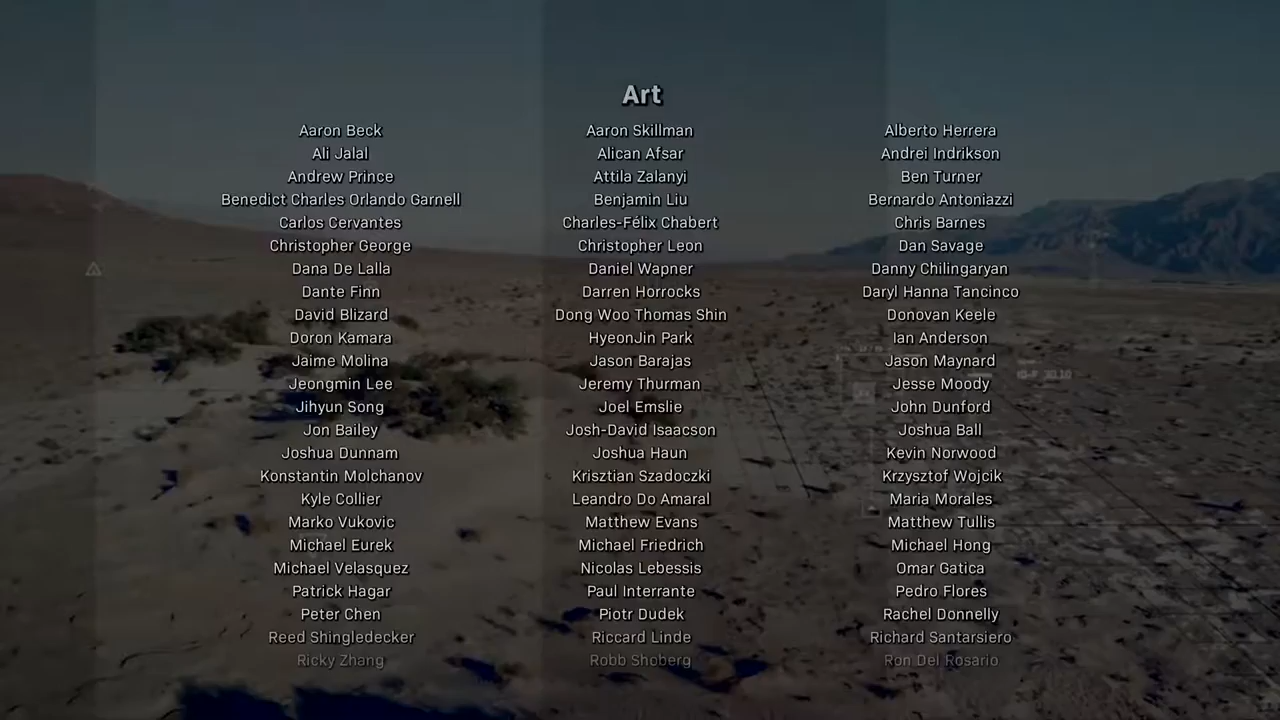 Art
Aaron Beck Aaron Skillman Alberto Herrera
Ali Jalal Alican Afsar Andrei Indrikson
Andrew Prince Attila Zalanyi Ben Turner
Benedict Charles Orlando Garnell Benjamin Liu Bernardo Antoniazzi
Carlos Cervantes Charles-Félix Chabert Chris Barnes
Christopher George Christopher Leon Dan Savage
Dana De Lalla Daniel Wapner Danny Chilingaryan
Dante Finn Darren Horrocks Daryl Hanna Tancinco
David Blizard Dong Woo Thomas Shin Donovan Keele
Doron Kamara HyeonJin Park Ian Anderson
Jaime Molina Jason Barajas Jason Maynard
Jeongmin Lee Jeremy Thurman Jesse Moody
Jihyun Song Joel Emslie John Dunford
Jon Bailey Josh-David Isaacson Joshua Ball
Joshua Dunnam Joshua Haun Kevin Norwood
Konstantin Molchanov Krisztian Szadoczki Krzysztof Wojcik
Kyle Collier Leandro Do Amaral Maria Morales
Marko Vukovic Matthew Evans Matthew Tullis
Michael Eurek Michael Friedrich Michael Hong
Michael Velasquez Nicolas Lebessis Omar Gatica
Patrick Hagar Paul Interrante Pedro Flores
Peter Chen Piotr Dudek Rachel Donnelly
Reed Shingledecker Riccard Linde Richard Santarsiero
Ricky Zhang Robb Shoberg Ron Del Rosario